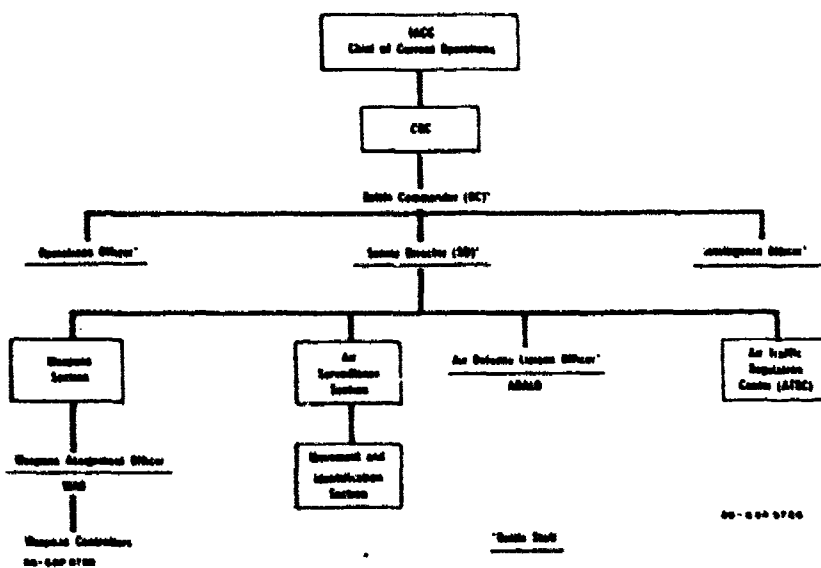 TACC
Chief of Current Operations
CRC
Battle Commander (BC)*
Operations Officer*
Senior Director (SD)*
Intelligence Officer*
Weapons
Section
Air
Surveillance
Section
Air Defense Liaison Officer*
ADALO
Air Traffic
Regulation
Center (ATRC)
Weapons Assignment Officer
WAO
Movement and
Identification
Section
Weapons Controllers
*Battle Staff